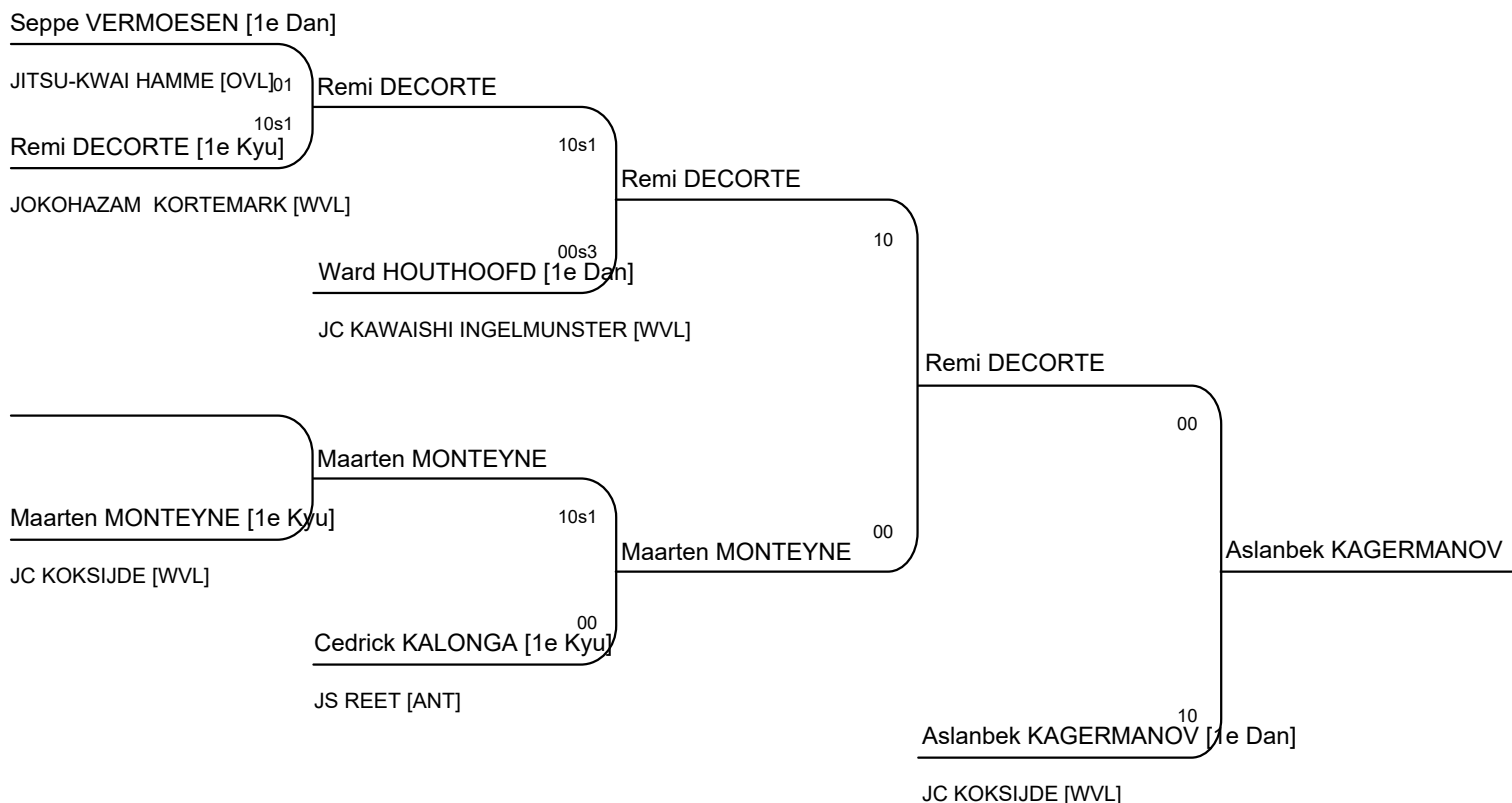 Seppe VERMOESEN [1e Dan]
JITSU-KWAI HAMME [OVL]
01
Remi DECORTE
10s1
Remi DECORTE [1e Kyu]
10s1
Remi DECORTE
JOKOHAZAM  KORTEMARK [WVL]
10
00s3
Ward HOUTHOOFD [1e Dan]
JC KAWAISHI INGELMUNSTER [WVL]
Remi DECORTE
00
Maarten MONTEYNE
Maarten MONTEYNE [1e Kyu]
10s1
00
Maarten MONTEYNE
Aslanbek KAGERMANOV
JC KOKSIJDE [WVL]
00
Cedrick KALONGA [1e Kyu]
JS REET [ANT]
10
Aslanbek KAGERMANOV [1e Dan]
JC KOKSIJDE [WVL]